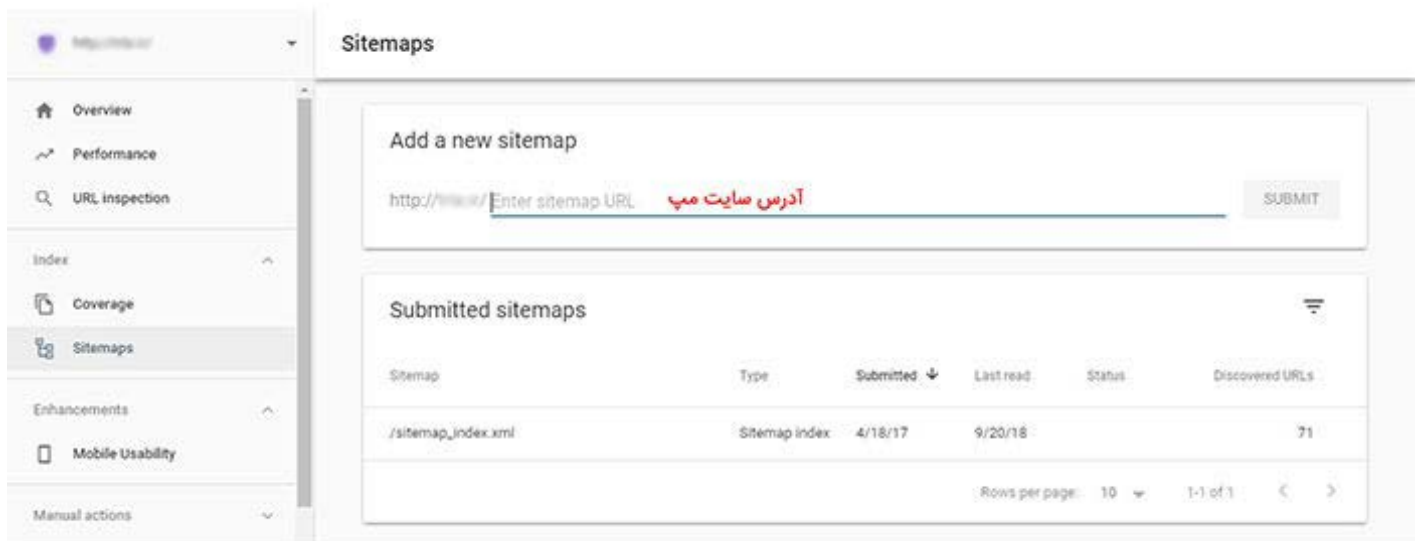 Sitemaps
Overview
Performance
URL inspection
Index
Coverage
Sitemaps
Enhancements
Mobile Usability
Manual actions
Add a new sitemap
http:// / Enter sitemap URL آدرس سایت مپ SUBMIT
Submitted sitemaps
Sitemap Type Submitted Last read Status Discovered URLs
/sitemap_index.xml Sitemap index 4/18/17 9/20/18 71
Rows per page: 10 1-1 of 1